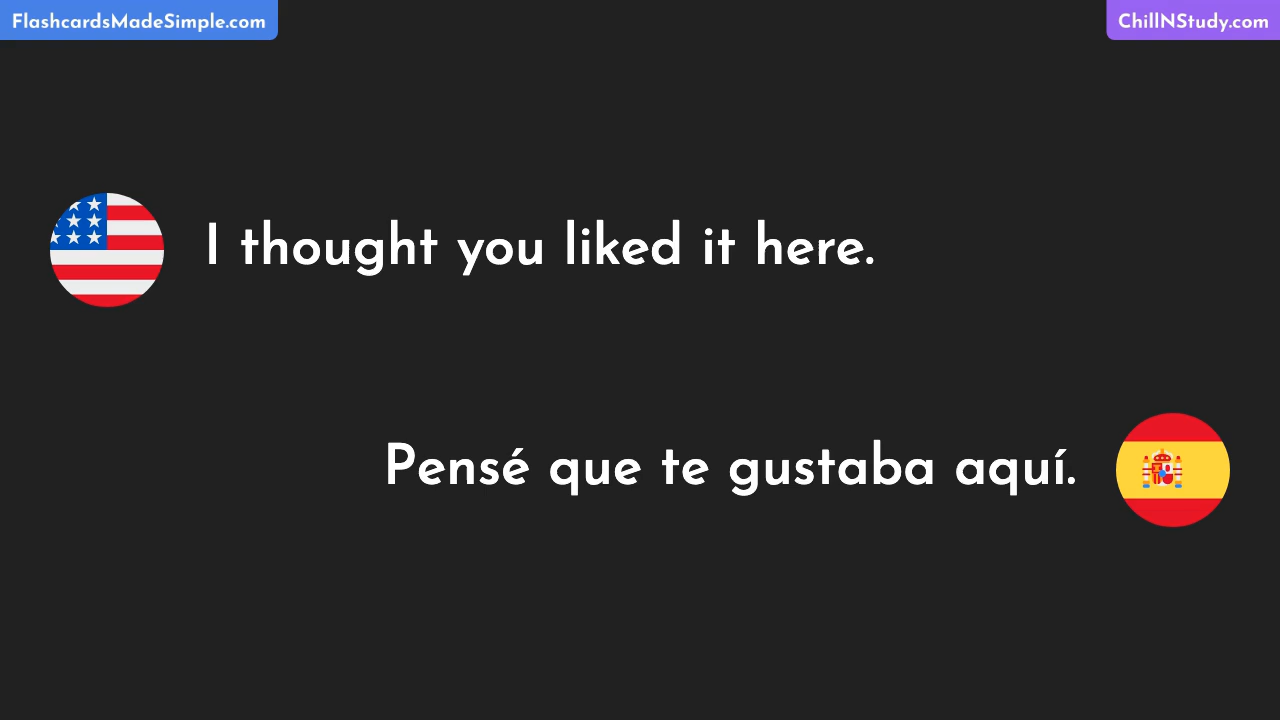 FlashcardsMadeSimple.com
ChillNStudy.com
I thought you liked it here.
Pensé que te gustaba aquí.